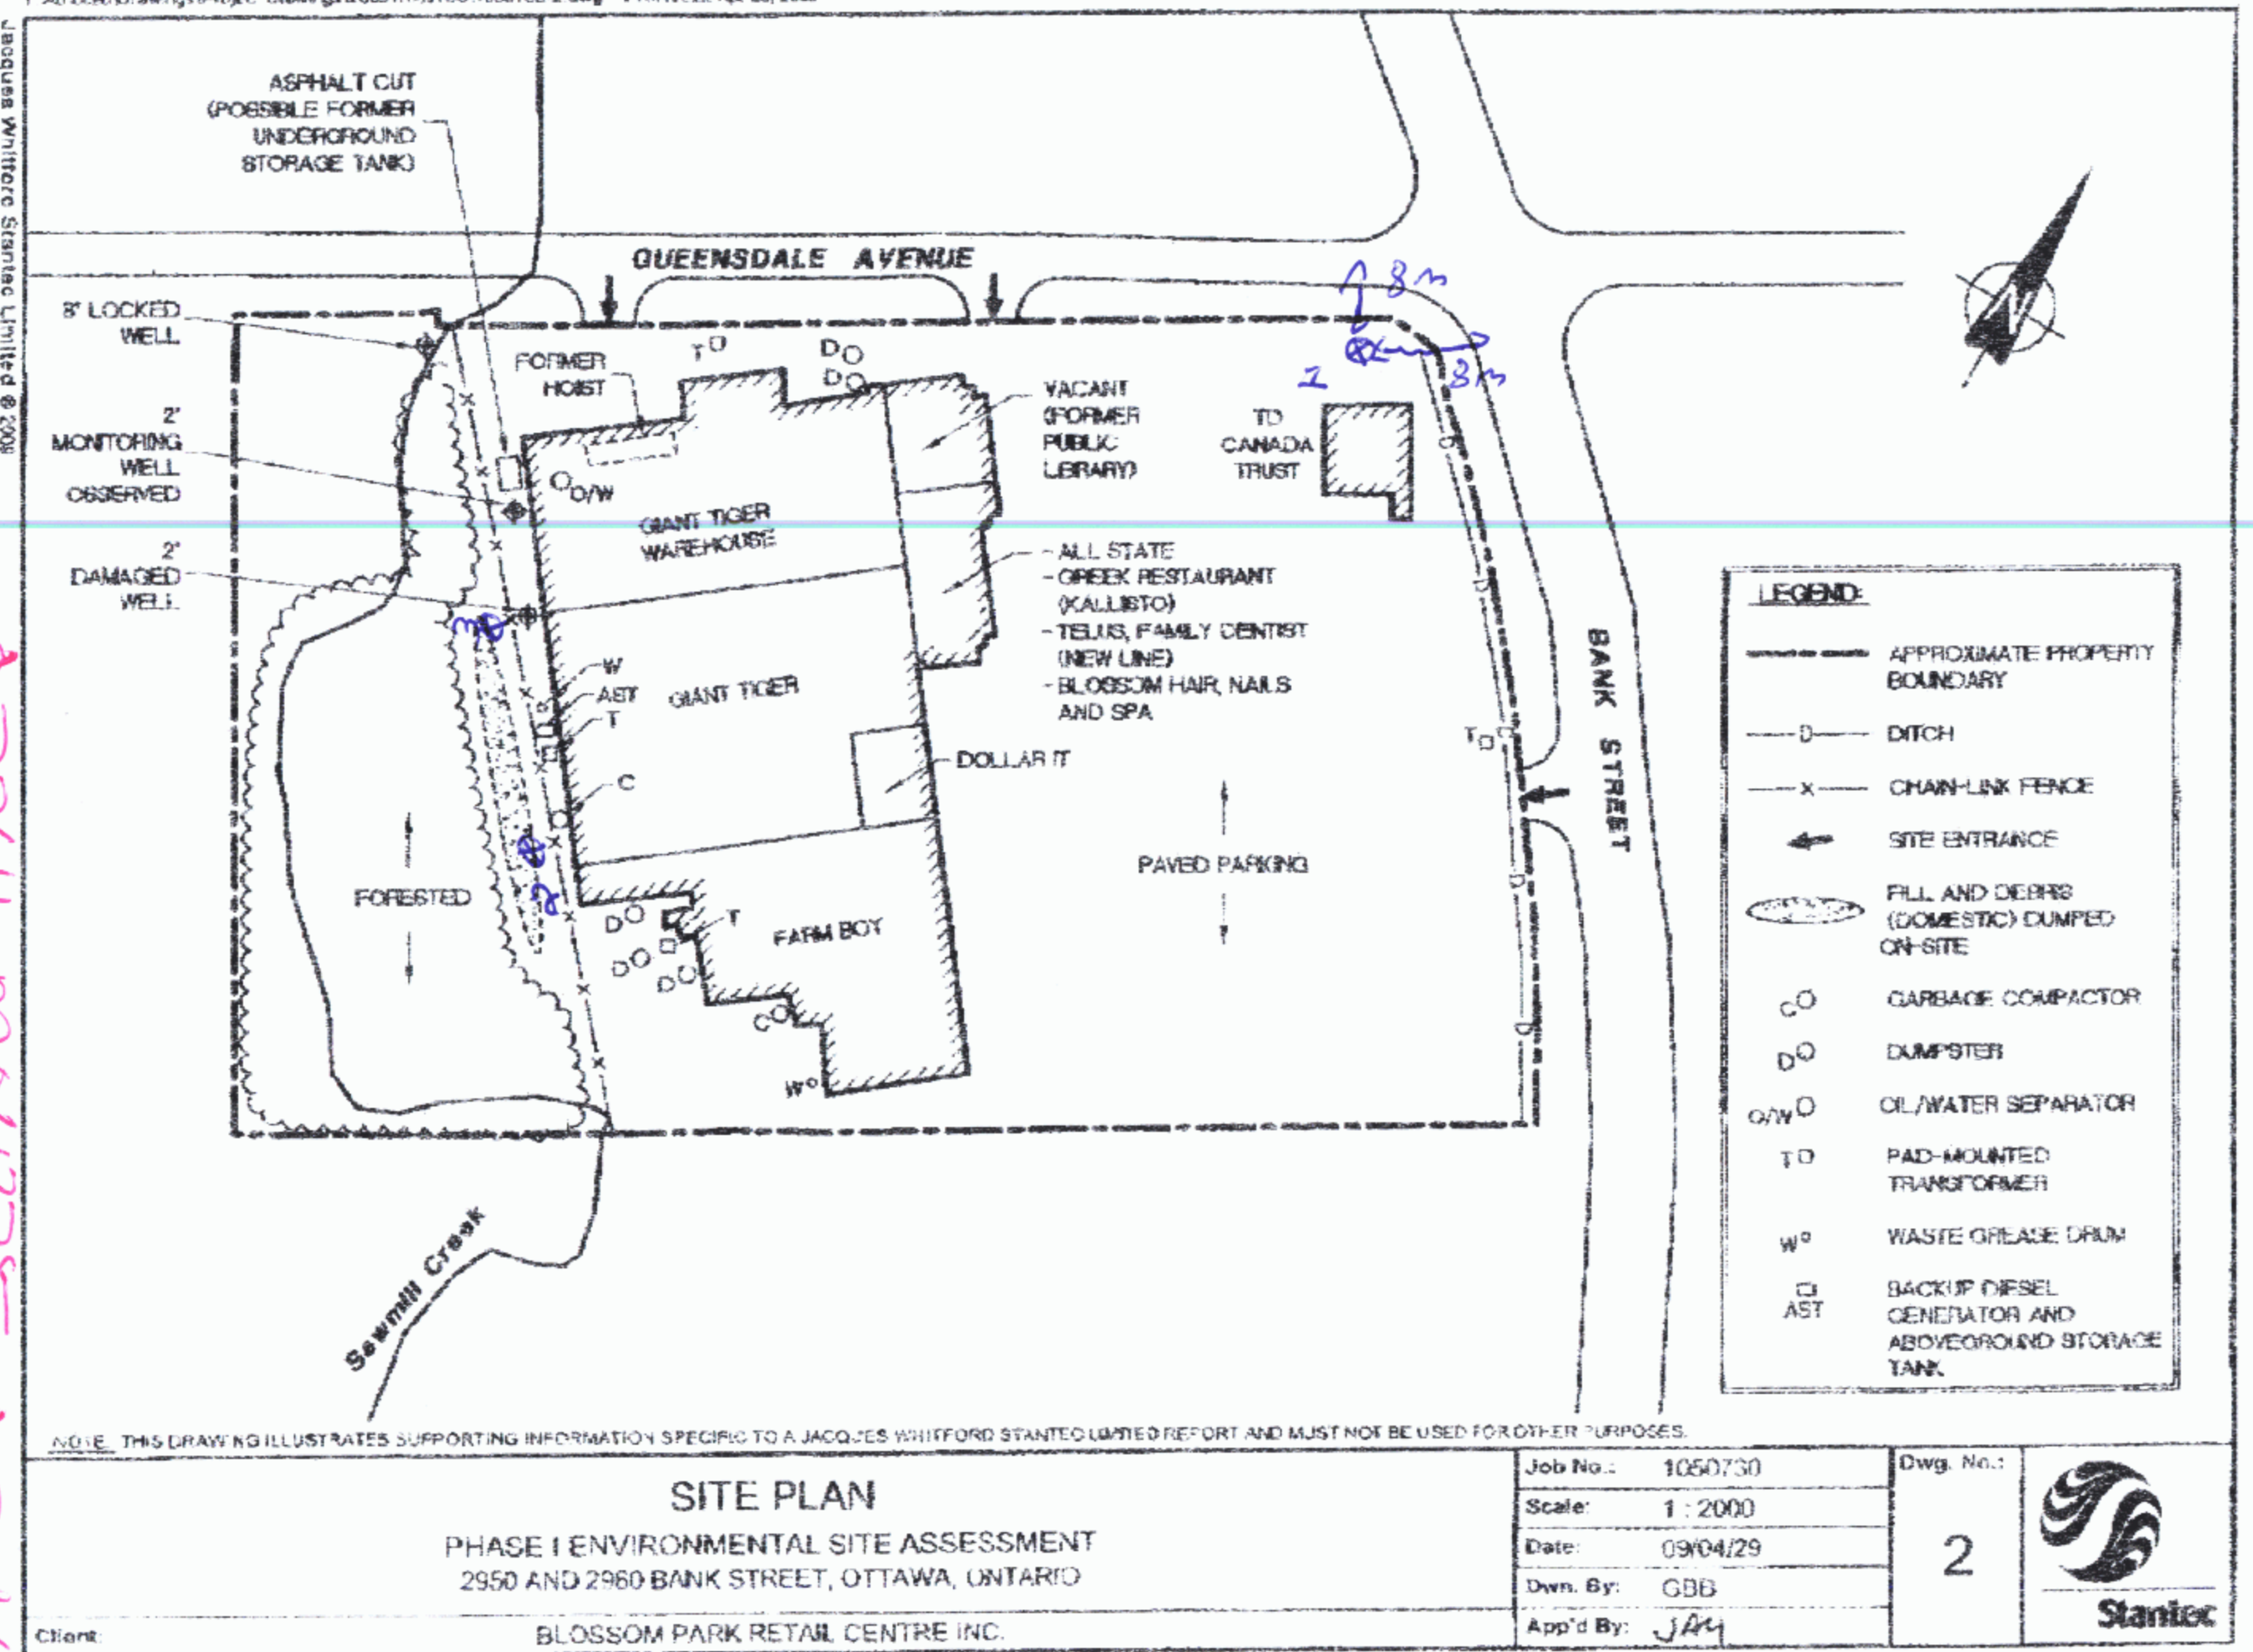 Jacques Whitford Stantec Limited © 2009
ASPHALT CUT
(POSSIBLE FORMER
UNDERGROUND
STORAGE TANK)
QUEENSDALE AVENUE
8 m
8" LOCKED
WELL
FORMER
HOIST
T
D
D
1
8m
2"
MONITORING
WELL
OBSERVED
VACANT
(FORMER
PUBLIC
LIBRARY)
TD
CANADA
TRUST
D
O/W
GIANT TIGER
WAREHOUSE
2"
DAMAGED
WELL
- ALL STATE
- GREEK RESTAURANT
(KALLISTO)
- TELUS, FAMILY DENTIST
(NEW LINE)
- BLOSSOM HAIR, NAILS
AND SPA
D
3
W
AST
T
GIANT TIGER
BANK STREET
T
DOLLAR IT
C
PAVED PARKING
FORESTED
2
D
D
D
T
FARM BOY
D
C
D
W
Sawmill Creek
LEGEND:
APPROXIMATE PROPERTY
BOUNDARY
D DITCH
x CHAIN-LINK FENCE
SITE ENTRANCE
FILL AND DEBRIS
(DOMESTIC) DUMPED
ON-SITE
C GARBAGE COMPACTOR
D DUMPSTER
O/W OIL/WATER SEPARATOR
T PAD-MOUNTED
TRANSFORMER
W WASTE GREASE DRUM
AST BACKUP DIESEL
GENERATOR AND
ABOVEGROUND STORAGE
TANK
NOTE: THIS DRAWING ILLUSTRATES SUPPORTING INFORMATION SPECIFIC TO A JACQUES WHITFORD STANTEC LIMITED REPORT AND MUST NOT BE USED FOR OTHER PURPOSES.
SITE PLAN
PHASE I ENVIRONMENTAL SITE ASSESSMENT
2950 AND 2960 BANK STREET, OTTAWA, ONTARIO
Client: BLOSSOM PARK RETAIL CENTRE INC.
Job No.: 1050730
Scale: 1 : 2000
Date: 09/04/29
Dwn. By: GBB
App'd By: JAY
Dwg. No.:
2
Stantec